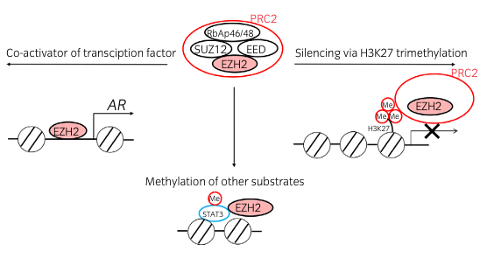 PRC2
RbAp46/48
SUZ12 EED
EZH2
Co-activator of transciption factor
Silencing via H3K27 trimethylation
AR
EZH2
PRC2
EZH2
Me
Me Me
H3K27
Methylation of other substrates
Me
STAT3 EZH2